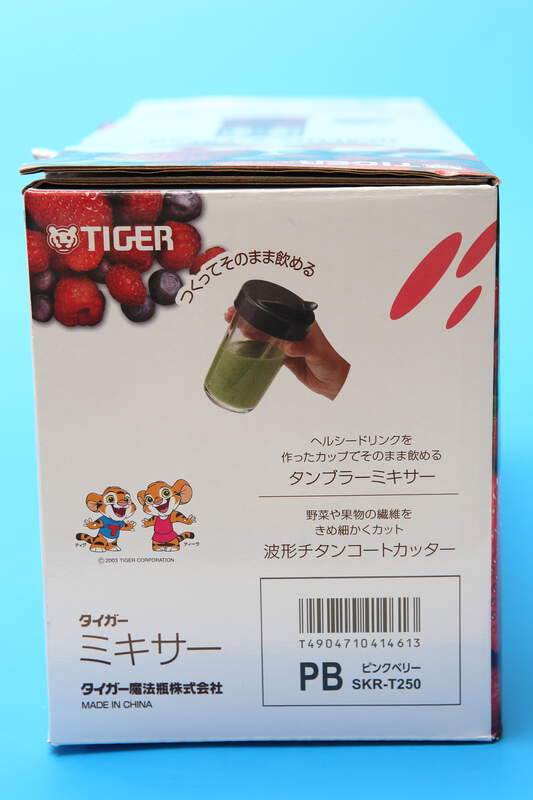 TIGER
つくってそのまま飲める
ヘルシードリンクを
作ったカップでそのまま飲める
タンブラーミキサー
野菜や果物の繊維を
きめ細かくカット
波形チタンコートカッター
©2003 TIGER CORPORATION
タイガー
ミキサー
タイガー魔法瓶株式会社
MADE IN CHINA
T4904710414613
PB
ピンクベリー
SKR-T250